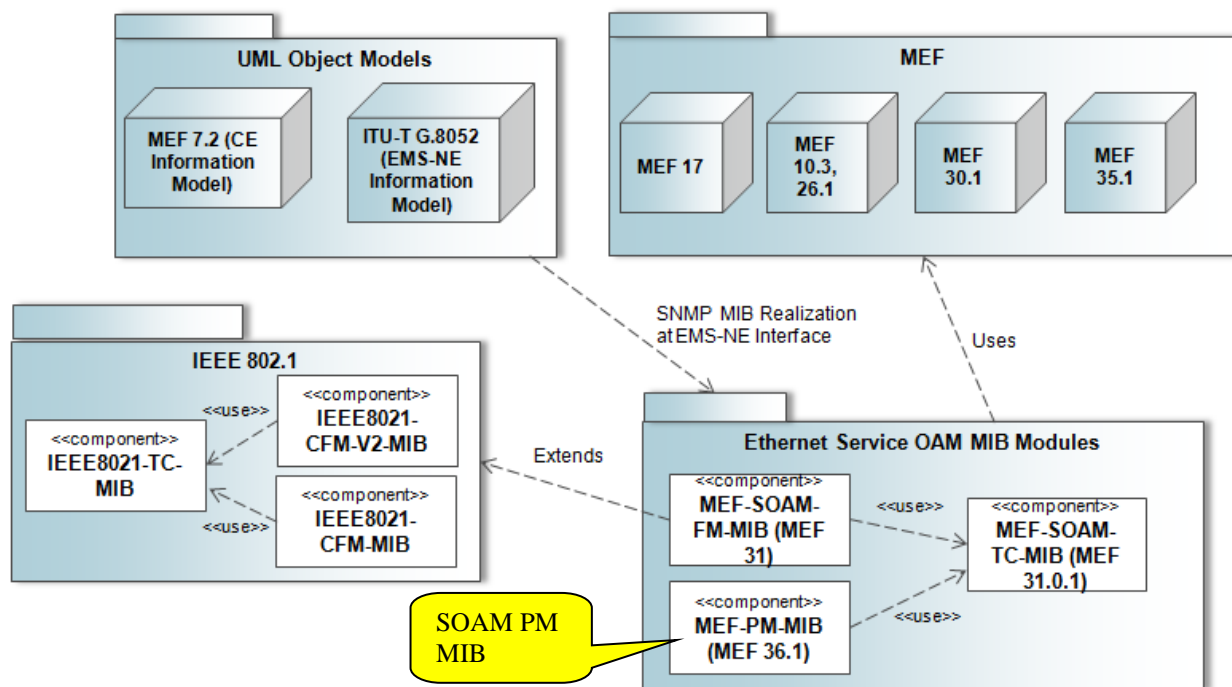 UML Object Models
MEF 7.2 (CE
Information
Model)
ITU-T G.8052
(EMS-NE
Information
Model)
MEF
MEF 17
MEF
10.3,
26.1
MEF
30.1
MEF
35.1
SNMP MIB Realization
at EMS-NE Interface
Uses
IEEE 802.1
<<component>>
IEEE8021-TC-
MIB
<<use>>
<<component>>
IEEE8021-
CFM-V2-MIB
<<use>>
<<component>>
IEEE8021-
CFM-MIB
Extends
Ethernet Service OAM MIB Modules
<<component>>
MEF-SOAM-
FM-MIB (MEF
31)
<<use>>
<<component>>
MEF-SOAM-
TC-MIB (MEF
31.0.1)
<<component>>
MEF-PM-MIB
(MEF 36.1)
<<use>>
SOAM PM
MIB